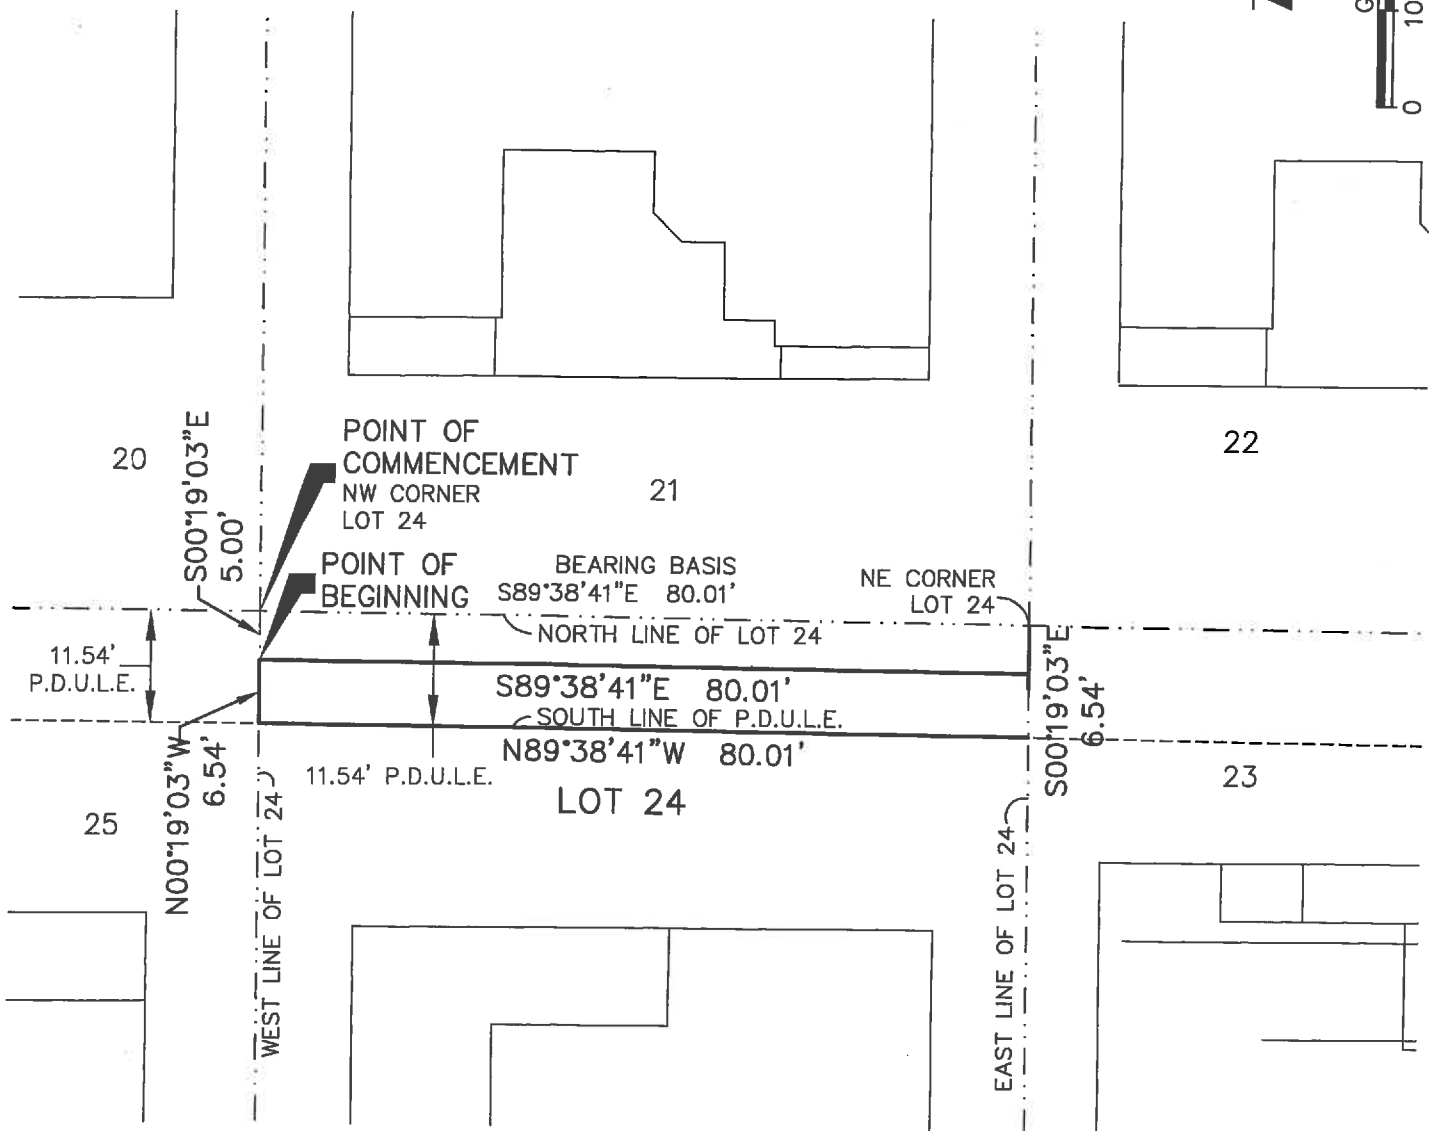 G
10
0
20
S00°19'03"E
5.00'
POINT OF
COMMENCEMENT
NW CORNER
LOT 24
21
22
POINT OF
BEGINNING
BEARING BASIS
S89°38'41"E 80.01'
NE CORNER
LOT 24
NORTH LINE OF LOT 24
11.54'
P.D.U.L.E.
S89°38'41"E 80.01'
SOUTH LINE OF P.D.U.L.E.
N89°38'41"W 80.01'
S00°19'03"E
6.54'
N00°19'03"W
6.54'
11.54' P.D.U.L.E.
LOT 24
23
25
WEST LINE OF LOT 24
EAST LINE OF LOT 24